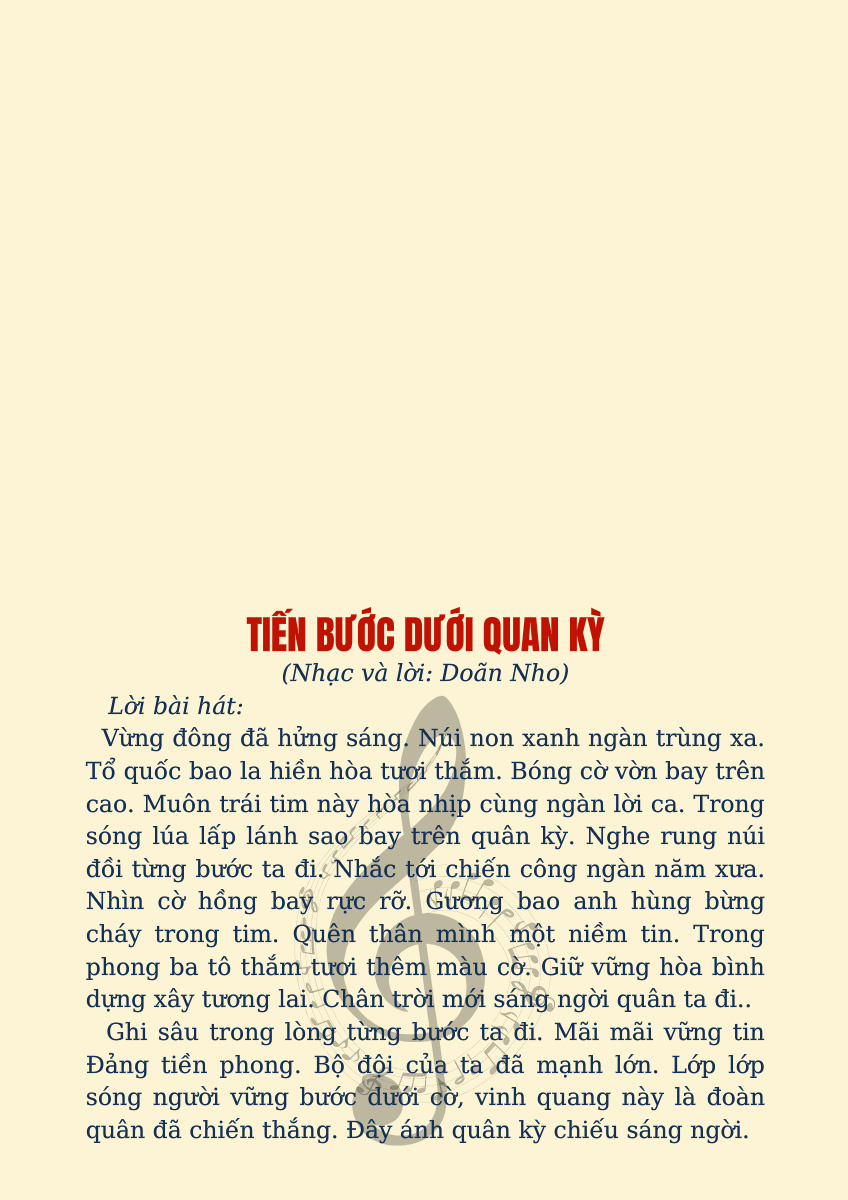 TIẾN BƯỚC DƯỚI QUAN KỲ
(Nhạc và lời: Doãn Nho)
Lời bài hát:
Vừng đông đã hửng sáng. Núi non xanh ngàn trùng xa.
Tổ quốc bao la hiền hòa tươi thắm. Bóng cờ vờn bay trên
cao. Muôn trái tim này hòa nhịp cùng ngàn lời ca. Trong
sóng lúa lấp lánh sao bay trên quân kỳ. Nghe rung núi
đồi từng bước ta đi. Nhắc tới chiến công ngàn năm xưa.
Nhìn cờ hồng bay rực rỡ. Gương bao anh hùng bừng
cháy trong tim. Quên thân mình một niềm tin. Trong
phong ba tô thắm tươi thêm màu cờ. Giữ vững hòa bình
dựng xây tương lai. Chân trời mới sáng ngời quân ta đi..
Ghi sâu trong lòng từng bước ta đi. Mãi mãi vững tin
Đảng tiền phong. Bộ đội của ta đã mạnh lớn. Lớp lớp
sóng người vững bước dưới cờ, vinh quang này là đoàn
quân đã chiến thắng. Đây ánh quân kỳ chiếu sáng ngời.